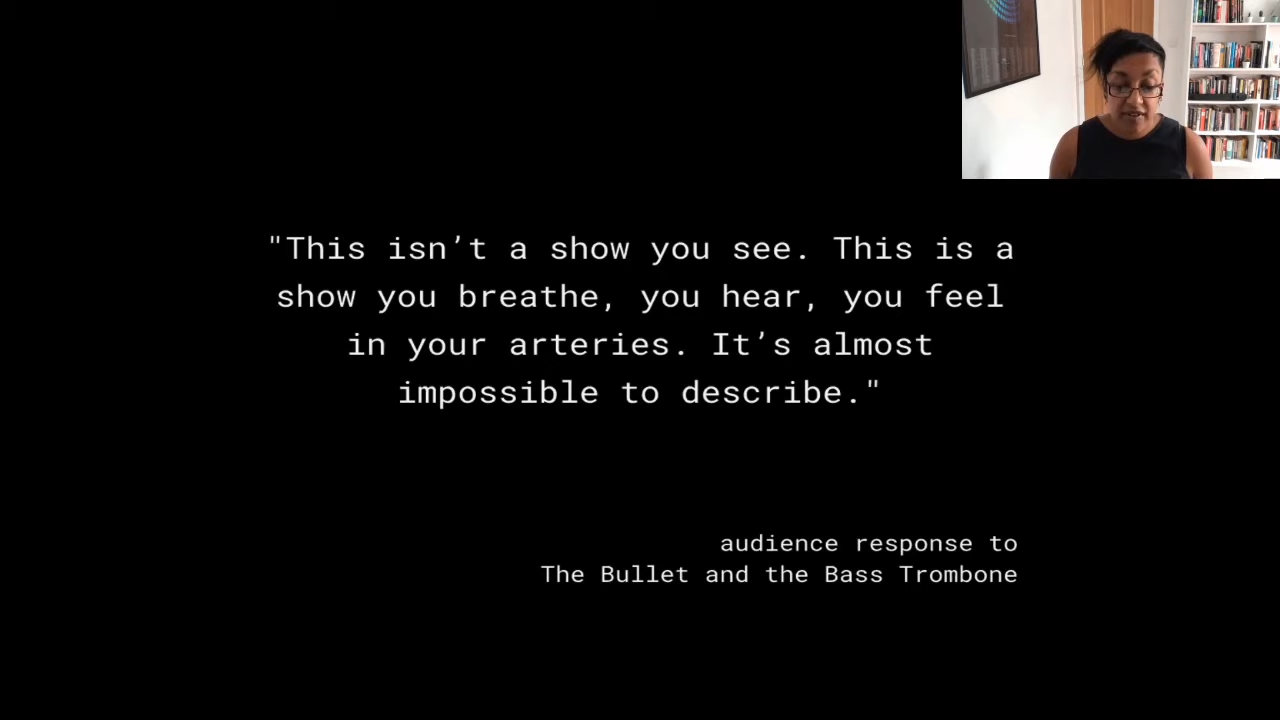 "This isn’t a show you see. This is a
show you breathe, you hear, you feel
in your arteries. It’s almost
impossible to describe."
audience response to
The Bullet and the Bass Trombone